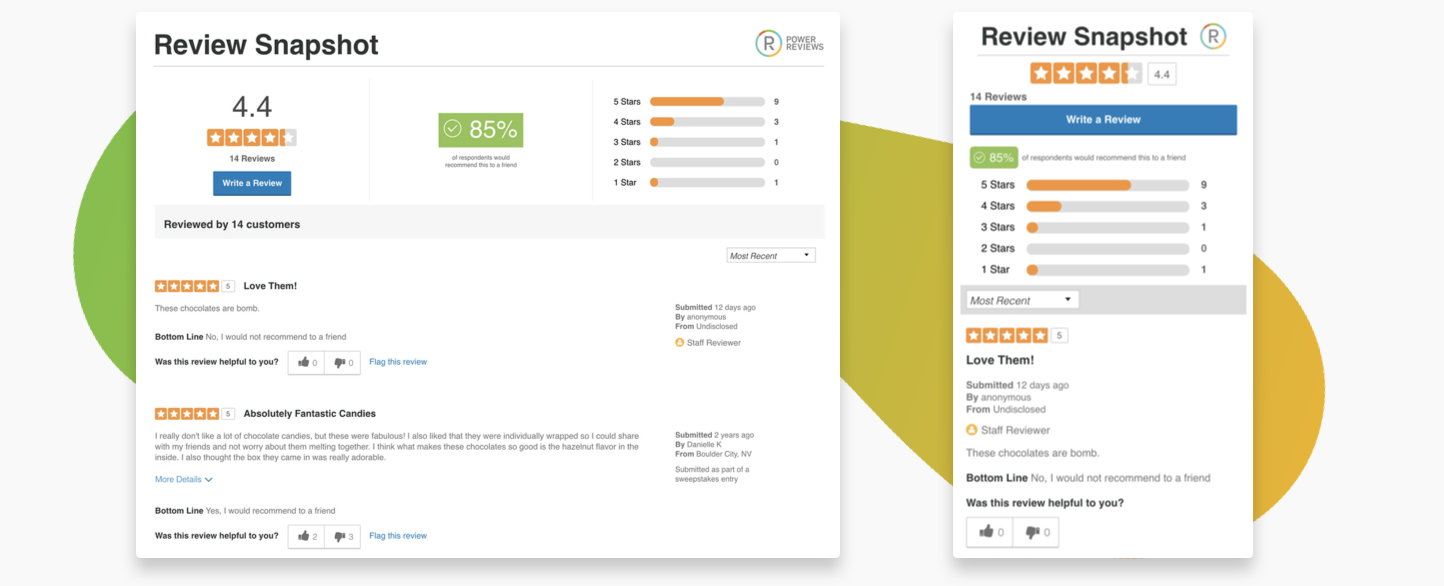 Review Snapshot
R POWER REVIEWS
4.4
14 Reviews
Write a Review
85%
of respondents would
recommend this to a friend
5 Stars 9
4 Stars 3
3 Stars 1
2 Stars 0
1 Star 1
Reviewed by 14 customers
Most Recent
5 Love Them!
These chocolates are bomb.
Bottom Line No, I would not recommend to a friend
Was this review helpful to you? 0 0 Flag this review
Submitted 12 days ago
By anonymous
From Undisclosed
Staff Reviewer
5 Absolutely Fantastic Candies
I really don't like a lot of chocolate candies, but these were fabulous! I also liked that they were individually wrapped so I could share
with my friends and not worry about them melting together. I think what makes these chocolates so good is the hazelnut flavor in the
inside. I also thought the box they came in was really adorable.
More Details
Bottom Line Yes, I would recommend to a friend
Was this review helpful to you? 2 3 Flag this review
Submitted 2 years ago
By Danielle K
From Boulder City, NV
Submitted as part of a
sweepstakes entry
Review Snapshot R
4.4
14 Reviews
Write a Review
85% of respondents would recommend this to a friend
5 Stars 9
4 Stars 3
3 Stars 1
2 Stars 0
1 Star 1
Most Recent
5
Love Them!
Submitted 12 days ago
By anonymous
From Undisclosed
Staff Reviewer
These chocolates are bomb.
Bottom Line No, I would not recommend to a friend
Was this review helpful to you?
0 0